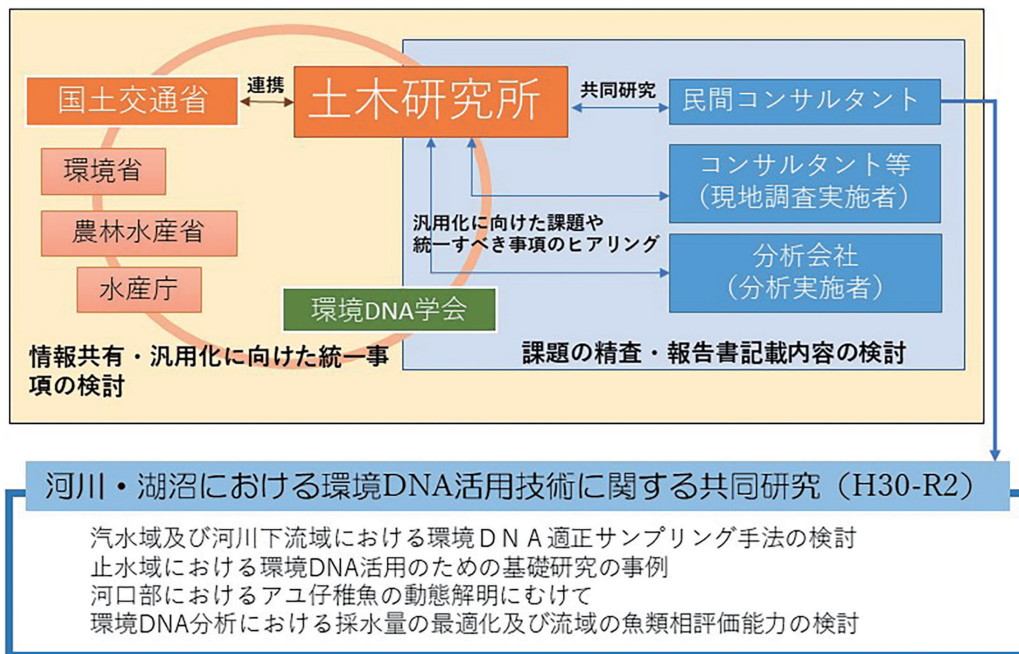 国土交通省
連携
土木研究所
共同研究
民間コンサルタント
環境省
農林水産省
水産庁
環境DNA学会
コンサルタント等
(現地調査実施者)
汎用化に向けた課題や
統一すべき事項のヒアリング
分析会社
(分析実施者)
情報共有・汎用化に向けた統一事
項の検討
課題の精査・報告書記載内容の検討
河川・湖沼における環境DNA活用技術に関する共同研究（H30-R2）
汽水域及び河川下流域における環境ＤＮＡ適正サンプリング手法の検討
止水域における環境DNA活用のための基礎研究の事例
河口部におけるアユ仔稚魚の動態解明にむけて
環境DNA分析における採水量の最適化及び流域の魚類相評価能力の検討